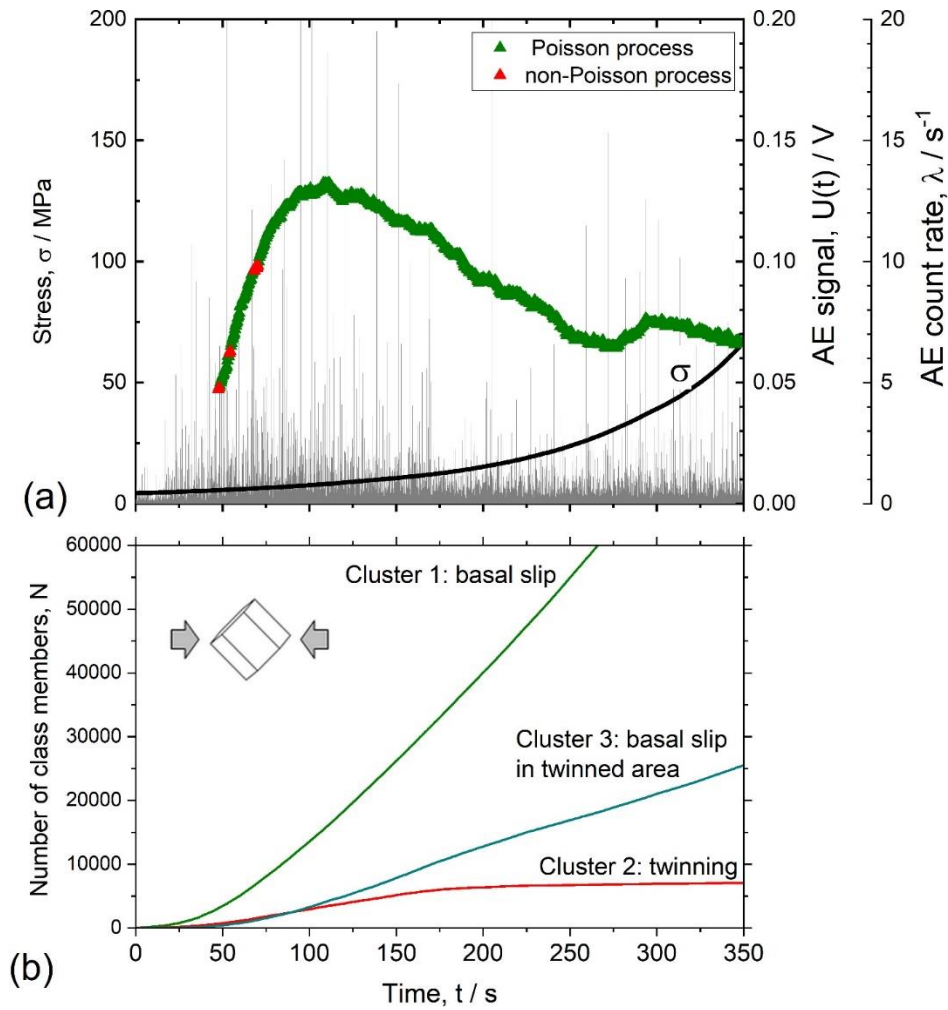 Poisson process
non-Poisson process
200
150
100
50
0
Stress, σ / MPa
0.20
0.15
0.10
0.05
0.00
AE signal, U(t) / V
20
15
10
5
0
AE count rate, λ / s⁻¹
σ
(a)
60000
50000
40000
30000
20000
10000
0
Number of class members, N
Cluster 1: basal slip
Cluster 3: basal slip
in twinned area
Cluster 2: twinning
0 50 100 150 200 250 300 350
(b)
Time, t / s